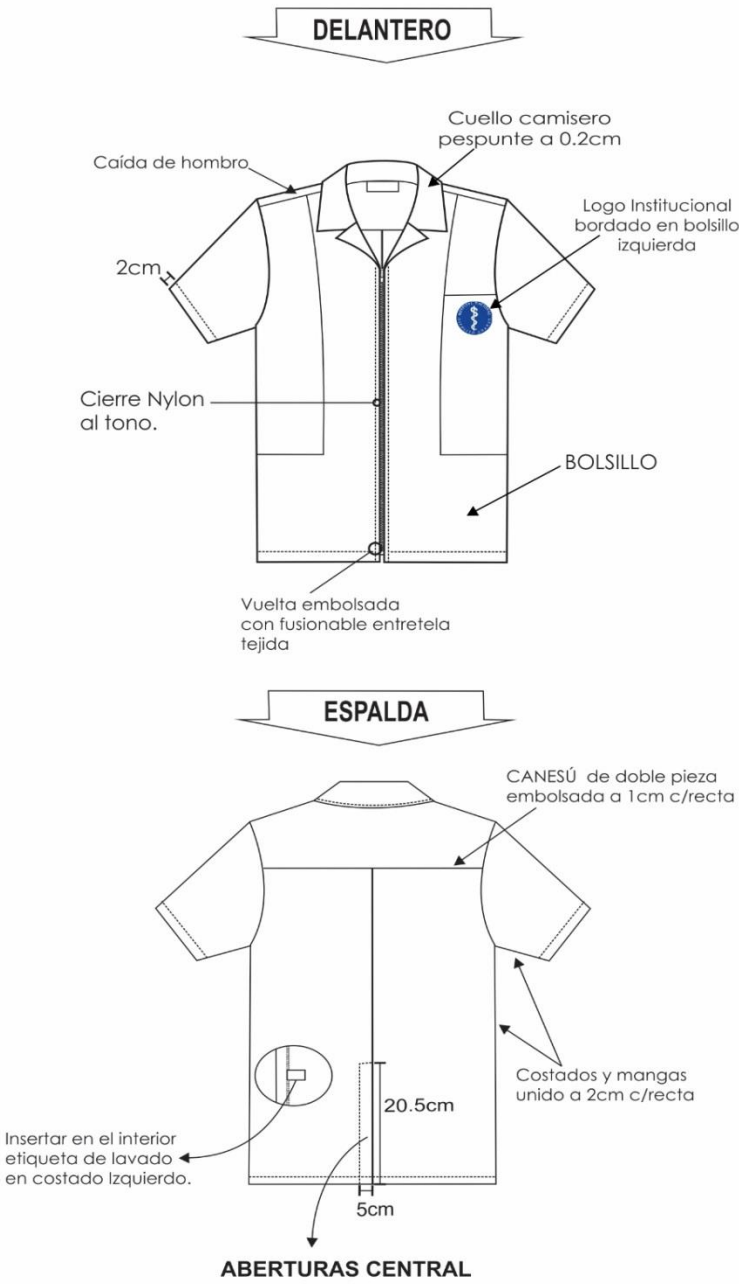 DELANTERO
Cuello camisero
pespunte a 0.2cm
Caída de hombro
Logo Institucional
bordado en bolsillo
izquierda
2cm
Cierre Nylon
al tono.
BOLSILLO
Vuelta embolsada
con fusionable entretela
tejida
ESPALDA
CANESÚ de doble pieza
embolsada a 1cm c/recta
Costados y mangas
unido a 2cm c/recta
20.5cm
Insertar en el interior
etiqueta de lavado
en costado Izquierdo.
5cm
ABERTURAS CENTRAL